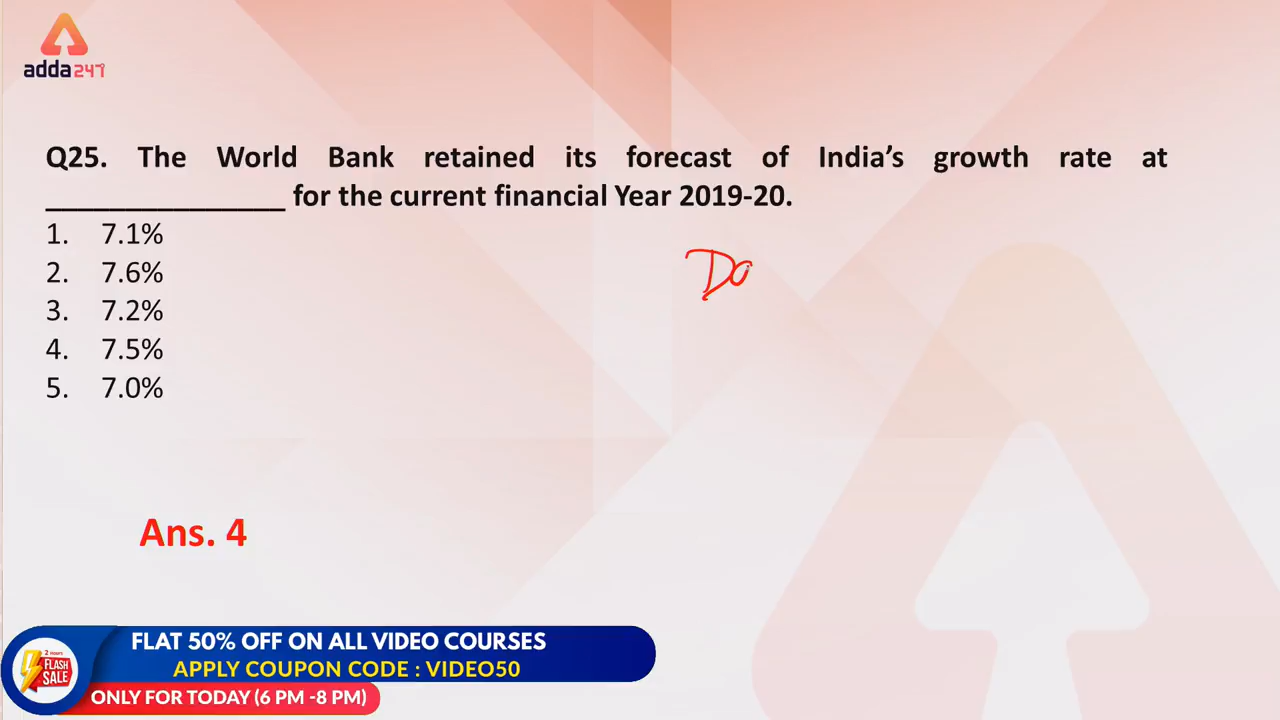 adda247
Q25. The World Bank retained its forecast of India’s growth rate at
_______________ for the current financial Year 2019-20.
1. 7.1%
2. 7.6%
3. 7.2%
4. 7.5%
5. 7.0%
Do
Ans. 4
FLAT 50% OFF ON ALL VIDEO COURSES
APPLY COUPON CODE : VIDEO50
2 Hours
FLASH
SALE
ONLY FOR TODAY (6 PM -8 PM)